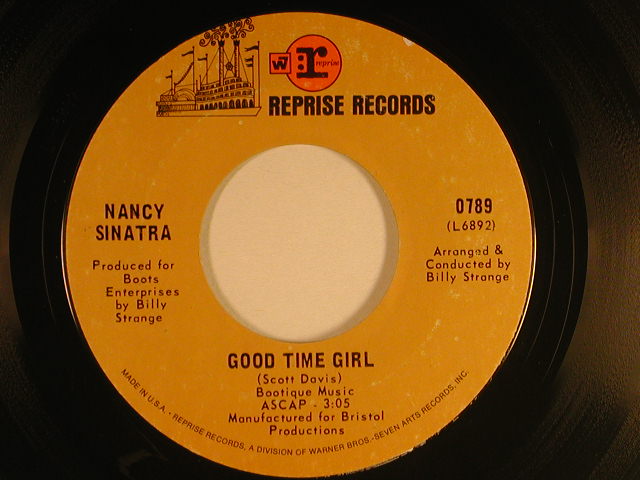 W7
r:
reprise
REPRISE RECORDS
NANCY
SINATRA
Produced for
Boots
Enterprises
by Billy
Strange
0789
(L6892)
Arranged &
Conducted by
Billy Strange
GOOD TIME GIRL
(Scott Davis)
Bootique Music
ASCAP - 3:05
Manufactured for Bristol
Productions
MADE IN U.S.A. - REPRISE RECORDS, A DIVISION OF WARNER BROS.-SEVEN ARTS RECORDS, INC.